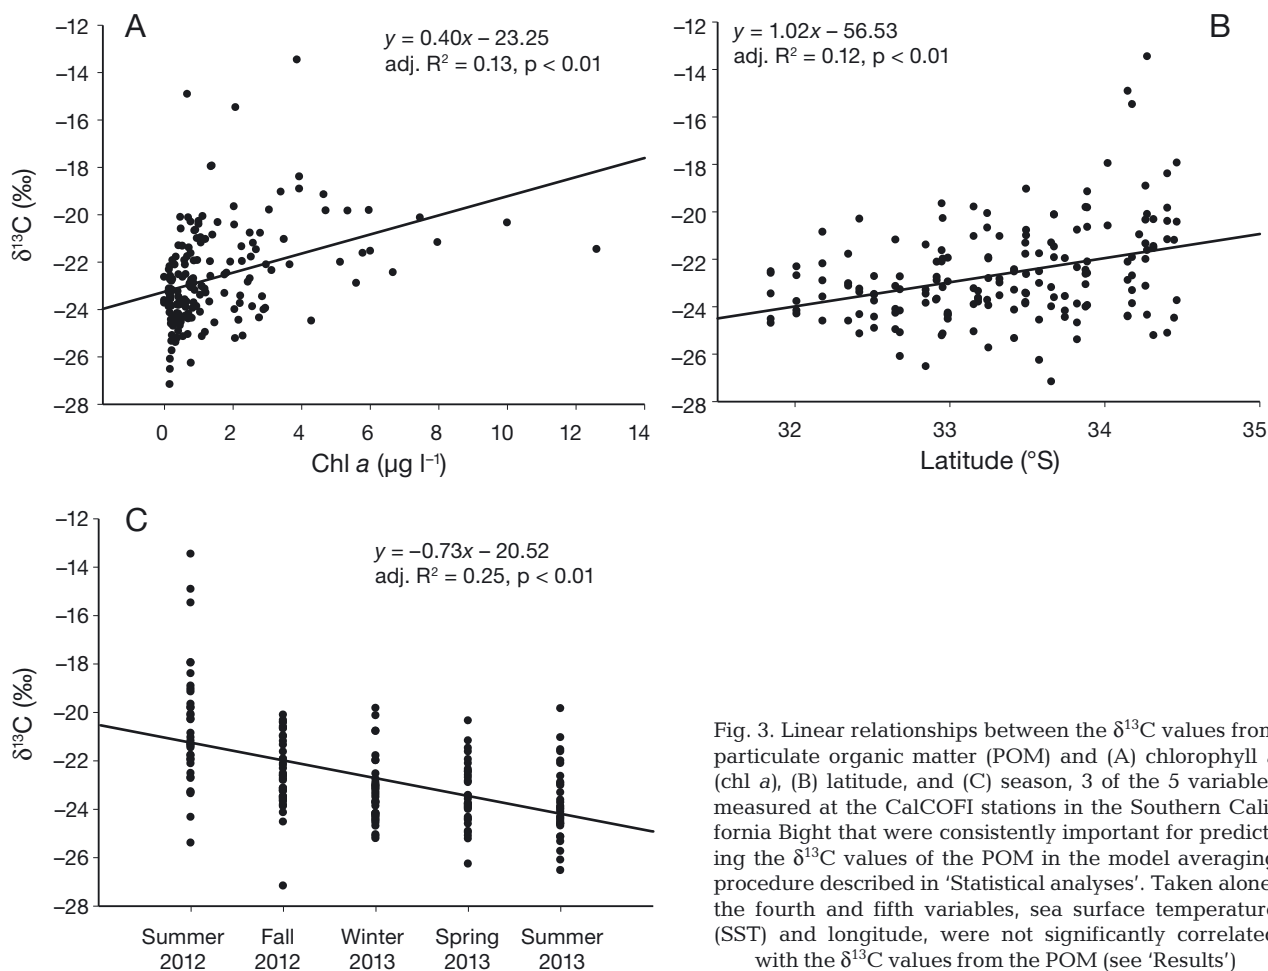 A
y = 0.40x – 23.25
adj. R² = 0.13, p < 0.01
δ¹³C (‰)
–12
–14
–16
–18
–20
–22
–24
–26
–28
0 2 4 6 8 10 12 14
Chl a (µg l⁻¹)
B
y = 1.02x – 56.53
adj. R² = 0.12, p < 0.01
–12
–14
–16
–18
–20
–22
–24
–26
–28
32 33 34 35
Latitude (°S)
C
y = –0.73x – 20.52
adj. R² = 0.25, p < 0.01
δ¹³C (‰)
–12
–14
–16
–18
–20
–22
–24
–26
–28
Summer Fall Winter Spring Summer
2012 2012 2013 2013 2013
Fig. 3. Linear relationships between the δ¹³C values from
particulate organic matter (POM) and (A) chlorophyll a
(chl a), (B) latitude, and (C) season, 3 of the 5 variable
measured at the CalCOFI stations in the Southern Cali-
fornia Bight that were consistently important for predict-
ing the δ¹³C values of the POM in the model averaging
procedure described in ‘Statistical analyses’. Taken alone
the fourth and fifth variables, sea surface temperature
(SST) and longitude, were not significantly correlated
with the δ¹³C values from the POM (see ‘Results’)